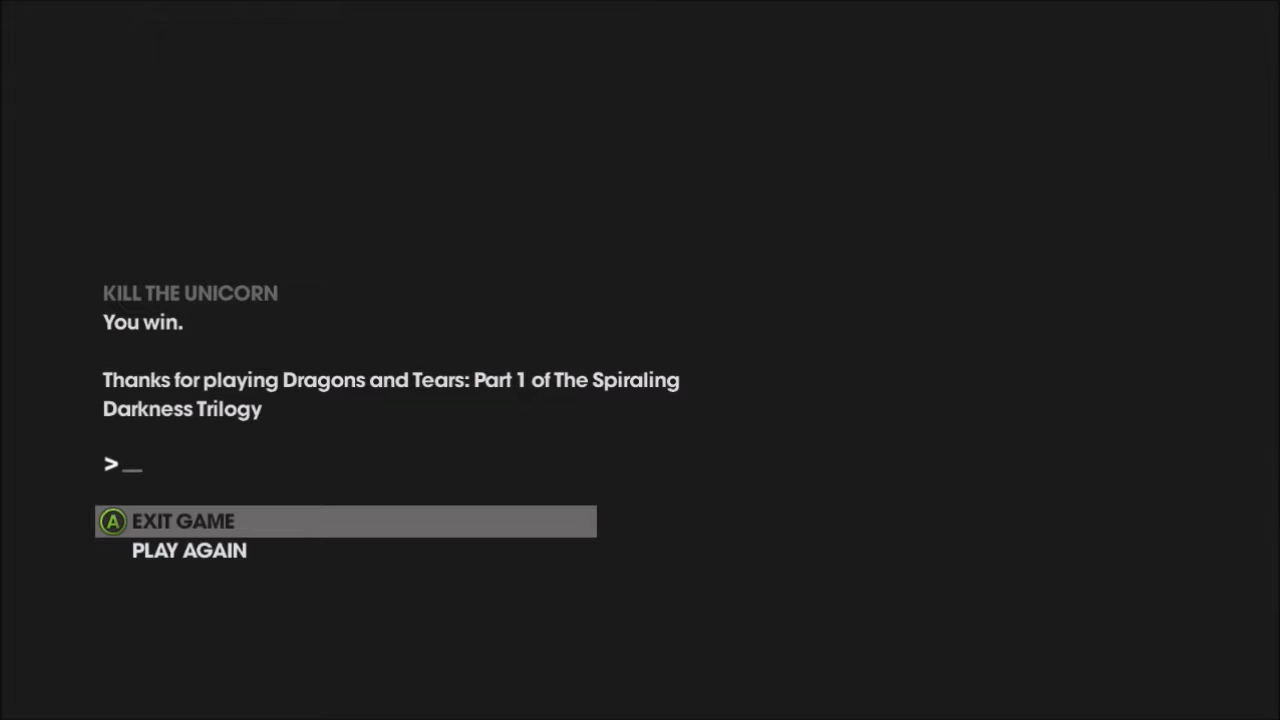 KILL THE UNICORN
You win.
Thanks for playing Dragons and Tears: Part 1 of The Spiraling
Darkness Trilogy
>_
A EXIT GAME
PLAY AGAIN